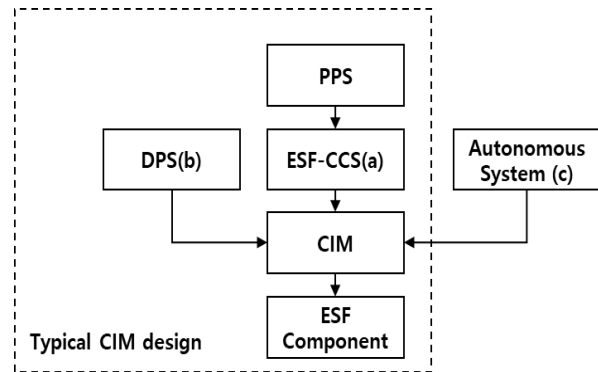 PPS
DPS(b)
ESF-CCS(a)
Autonomous
System (c)
CIM
ESF
Component
Typical CIM design